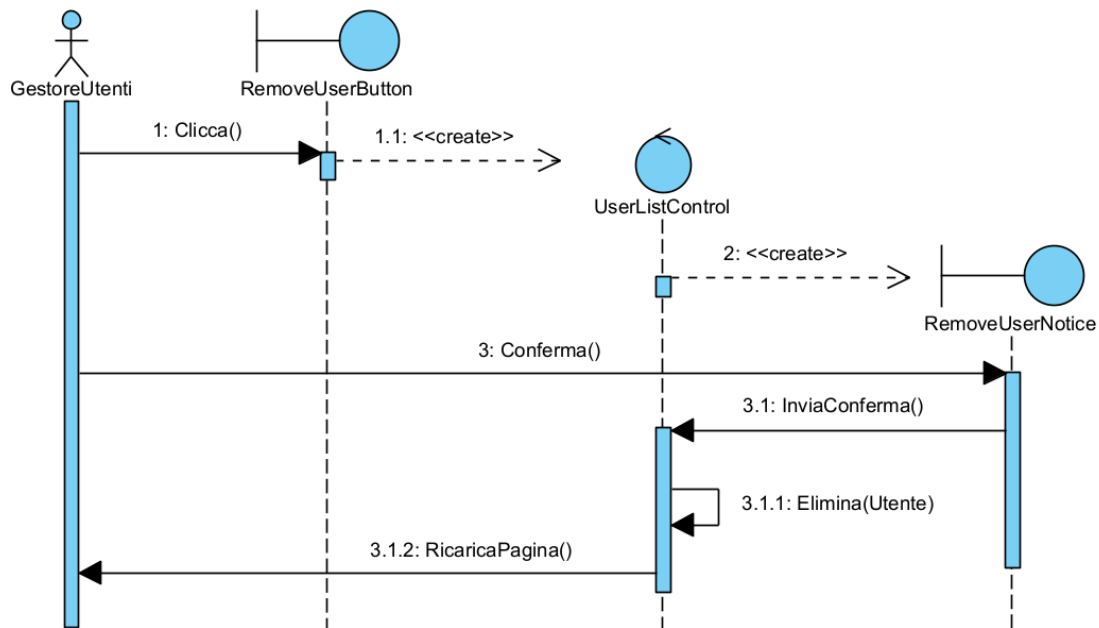 GestoreUtenti
RemoveUserButton
1: Clicca()
1.1: <<create>>
UserListControl
2: <<create>>
RemoveUserNotice
3: Conferma()
3.1: InviaConferma()
3.1.1: Elimina(Utente)
3.1.2: RicaricaPagina()